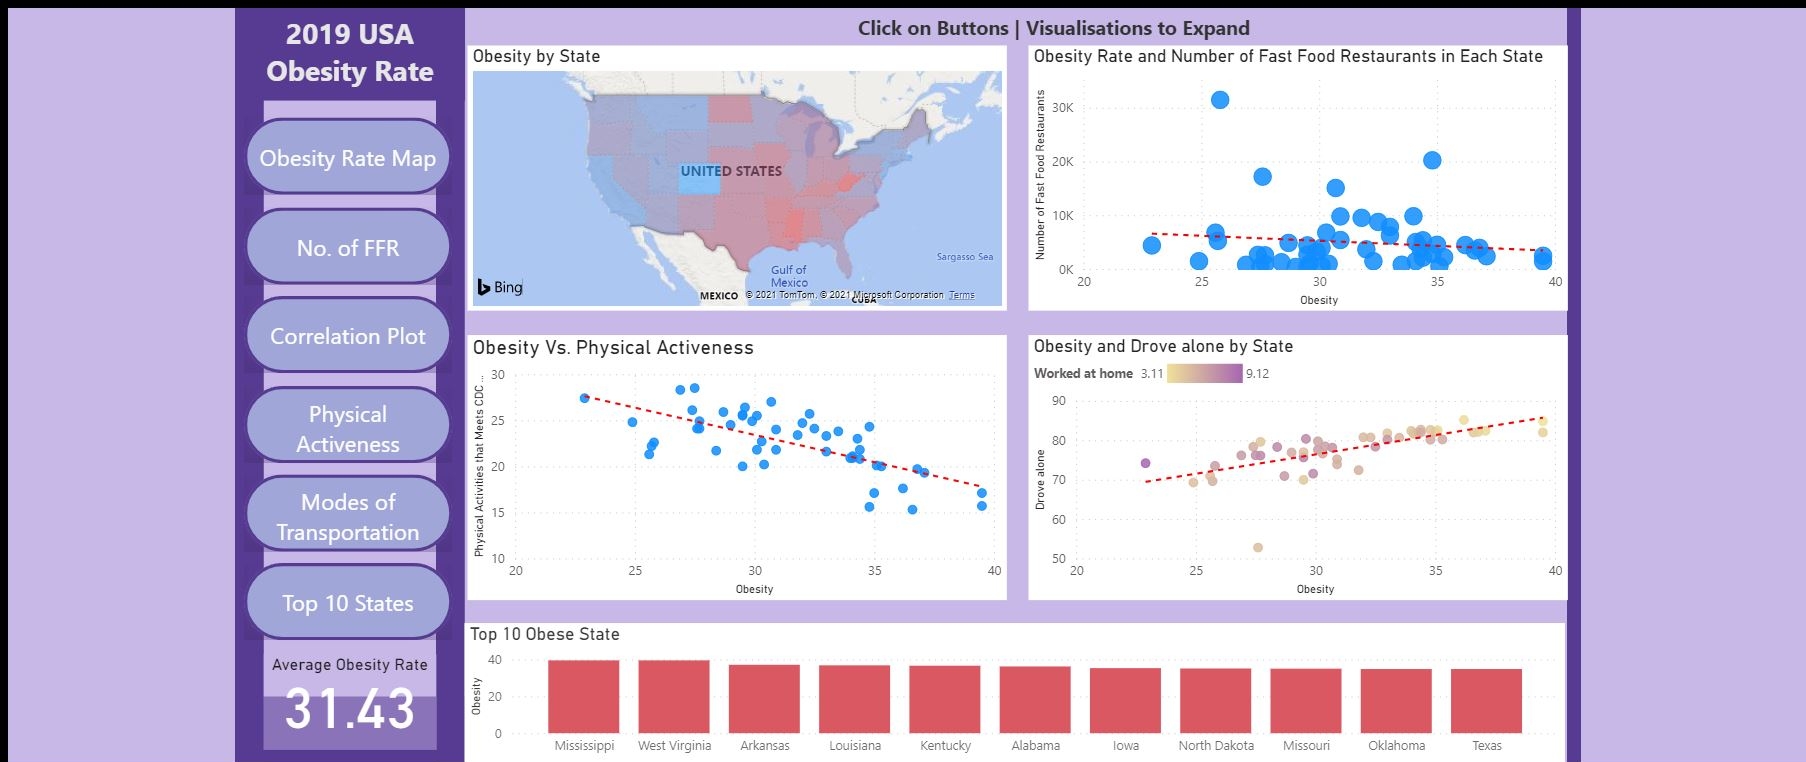 2019 USA
Obesity Rate
Obesity Rate Map
No. of FFR
Correlation Plot
Physical
Activeness
Modes of
Transportation
Top 10 States
Average Obesity Rate
31.43
Click on Buttons | Visualisations to Expand
Obesity by State
UNITED STATES
Sargasso Sea
Gulf of
Mexico
MEXICO
CUBA
Bing
© 2021 TomTom, © 2021 Microsoft Corporation Terms
Obesity Rate and Number of Fast Food Restaurants in Each State
Number of Fast Food Restaurants
30K
20K
10K
0K
20 25 30 35 40
Obesity
Obesity Vs. Physical Activeness
Physical Activities that Meets CDC ...
30
25
20
15
10
20 25 30 35 40
Obesity
Obesity and Drove alone by State
Worked at home 3.11 9.12
Drove alone
90
80
70
60
50
20 25 30 35 40
Obesity
Top 10 Obese State
Obesity
40
20
0
Mississippi West Virginia Arkansas Louisiana Kentucky Alabama Iowa North Dakota Missouri Oklahoma Texas